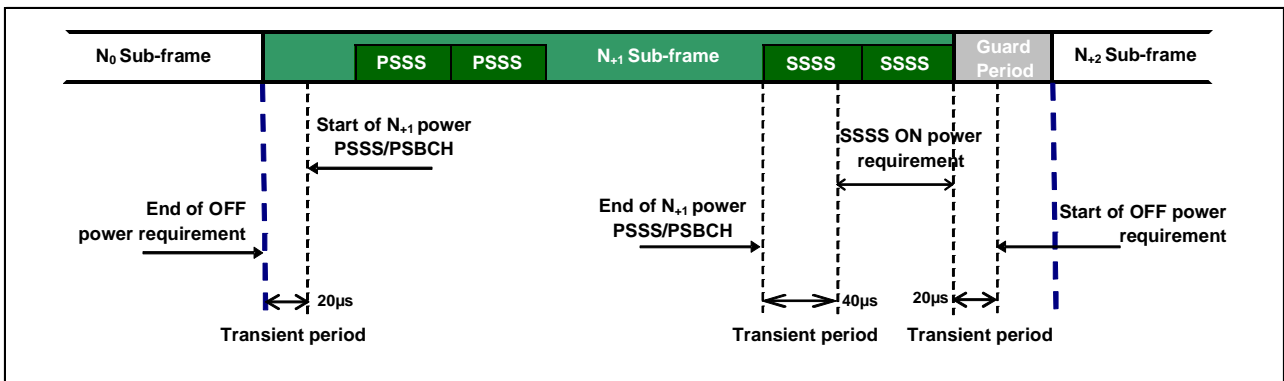 N0 Sub-frame
PSSS
PSSS
N+1 Sub-frame
SSSS
SSSS
Guard
Period
N+2 Sub-frame
Start of N+1 power
PSSS/PSBCH
SSSS ON power
requirement
End of OFF
power requirement
End of N+1 power
PSSS/PSBCH
Start of OFF power
requirement
20µs
40µs
20µs
Transient period
Transient period
Transient period